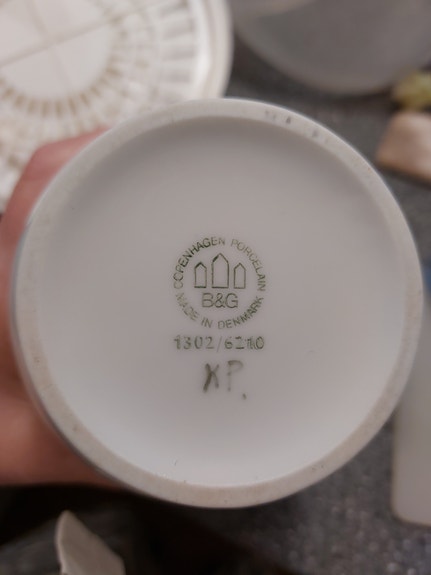 COPENHAGEN PORCELAIN
B&G
MADE IN DENMARK
1302/6210
XP.